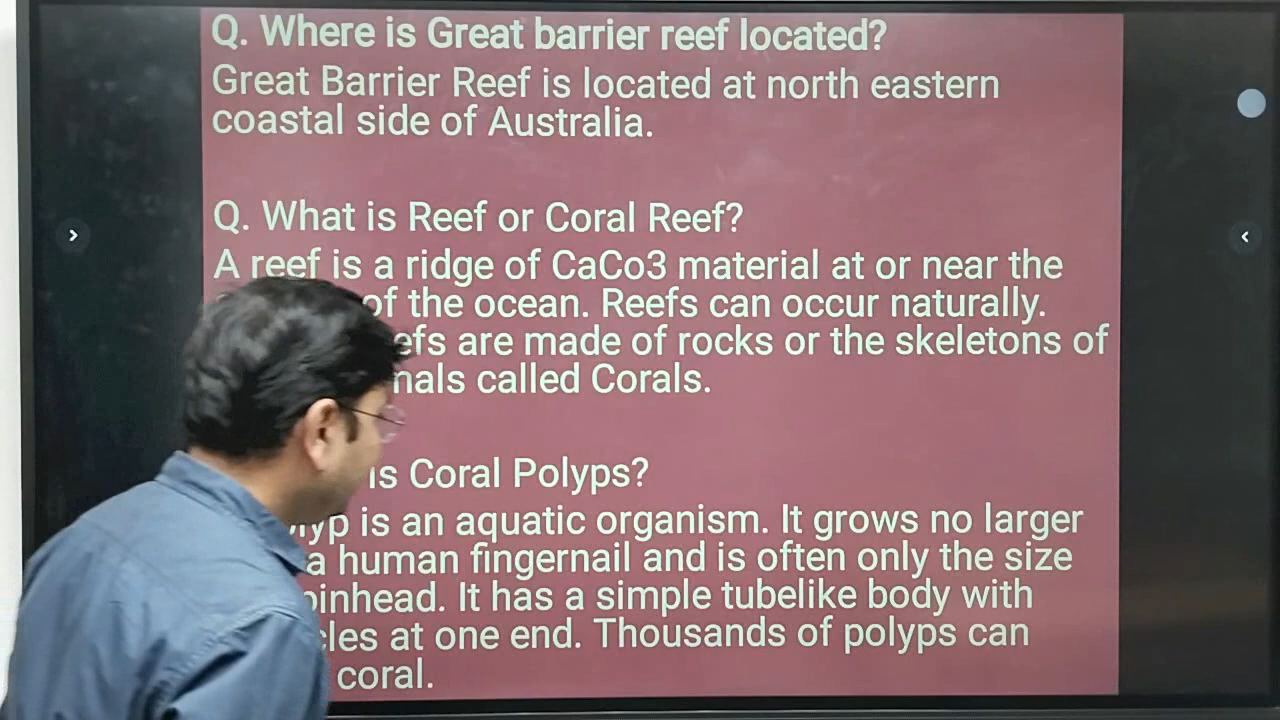 Q. Where is Great barrier reef located?
Great Barrier Reef is located at north eastern
coastal side of Australia.
Q. What is Reef or Coral Reef?
A reef is a ridge of CaCo3 material at or near the
of the ocean. Reefs can occur naturally.
are made of rocks or the skeletons of
called Corals.
is Coral Polyps?
is an aquatic organism. It grows no larger
a human fingernail and is often only the size
pinhead. It has a simple tubelike body with
at one end. Thousands of polyps can
coral.